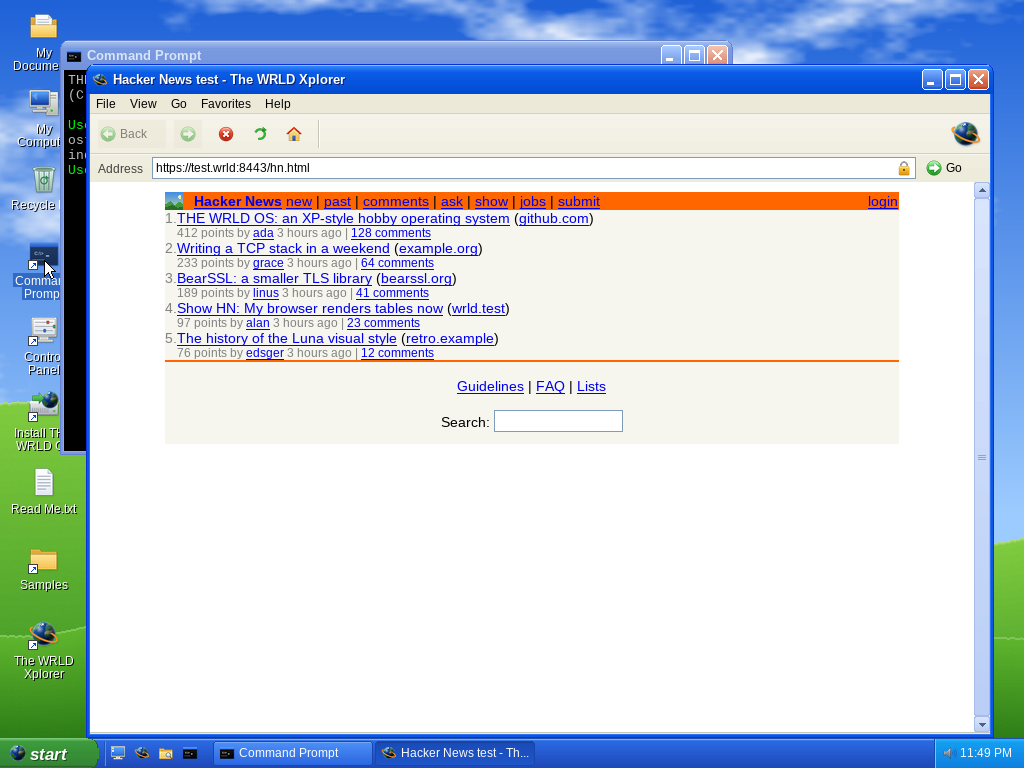 My
Docume
My
Comput
Recycle
Comma
Promp
Contro
Panel
Install
WRLD
Read Me.txt
Samples
The WRLD
Xplorer
Command Prompt
(C
Use
Use
Hacker News test - The WRLD Xplorer
File View Go Favorites Help
Back
Address https://test.wrld:8443/hn.html Go
Hacker News new | past | comments | ask | show | jobs | submit login
1. THE WRLD OS: an XP-style hobby operating system (github.com)
412 points by ada 3 hours ago | 128 comments
2. Writing a TCP stack in a weekend (example.org)
233 points by grace 3 hours ago | 64 comments
3. BearSSL: a smaller TLS library (bearssl.org)
189 points by linus 3 hours ago | 41 comments
4. Show HN: My browser renders tables now (wrld.test)
97 points by alan 3 hours ago | 23 comments
5. The history of the Luna visual style (retro.example)
76 points by edsger 3 hours ago | 12 comments
Guidelines | FAQ | Lists
Search:
start Command Prompt Hacker News test - Th... 11:49 PM